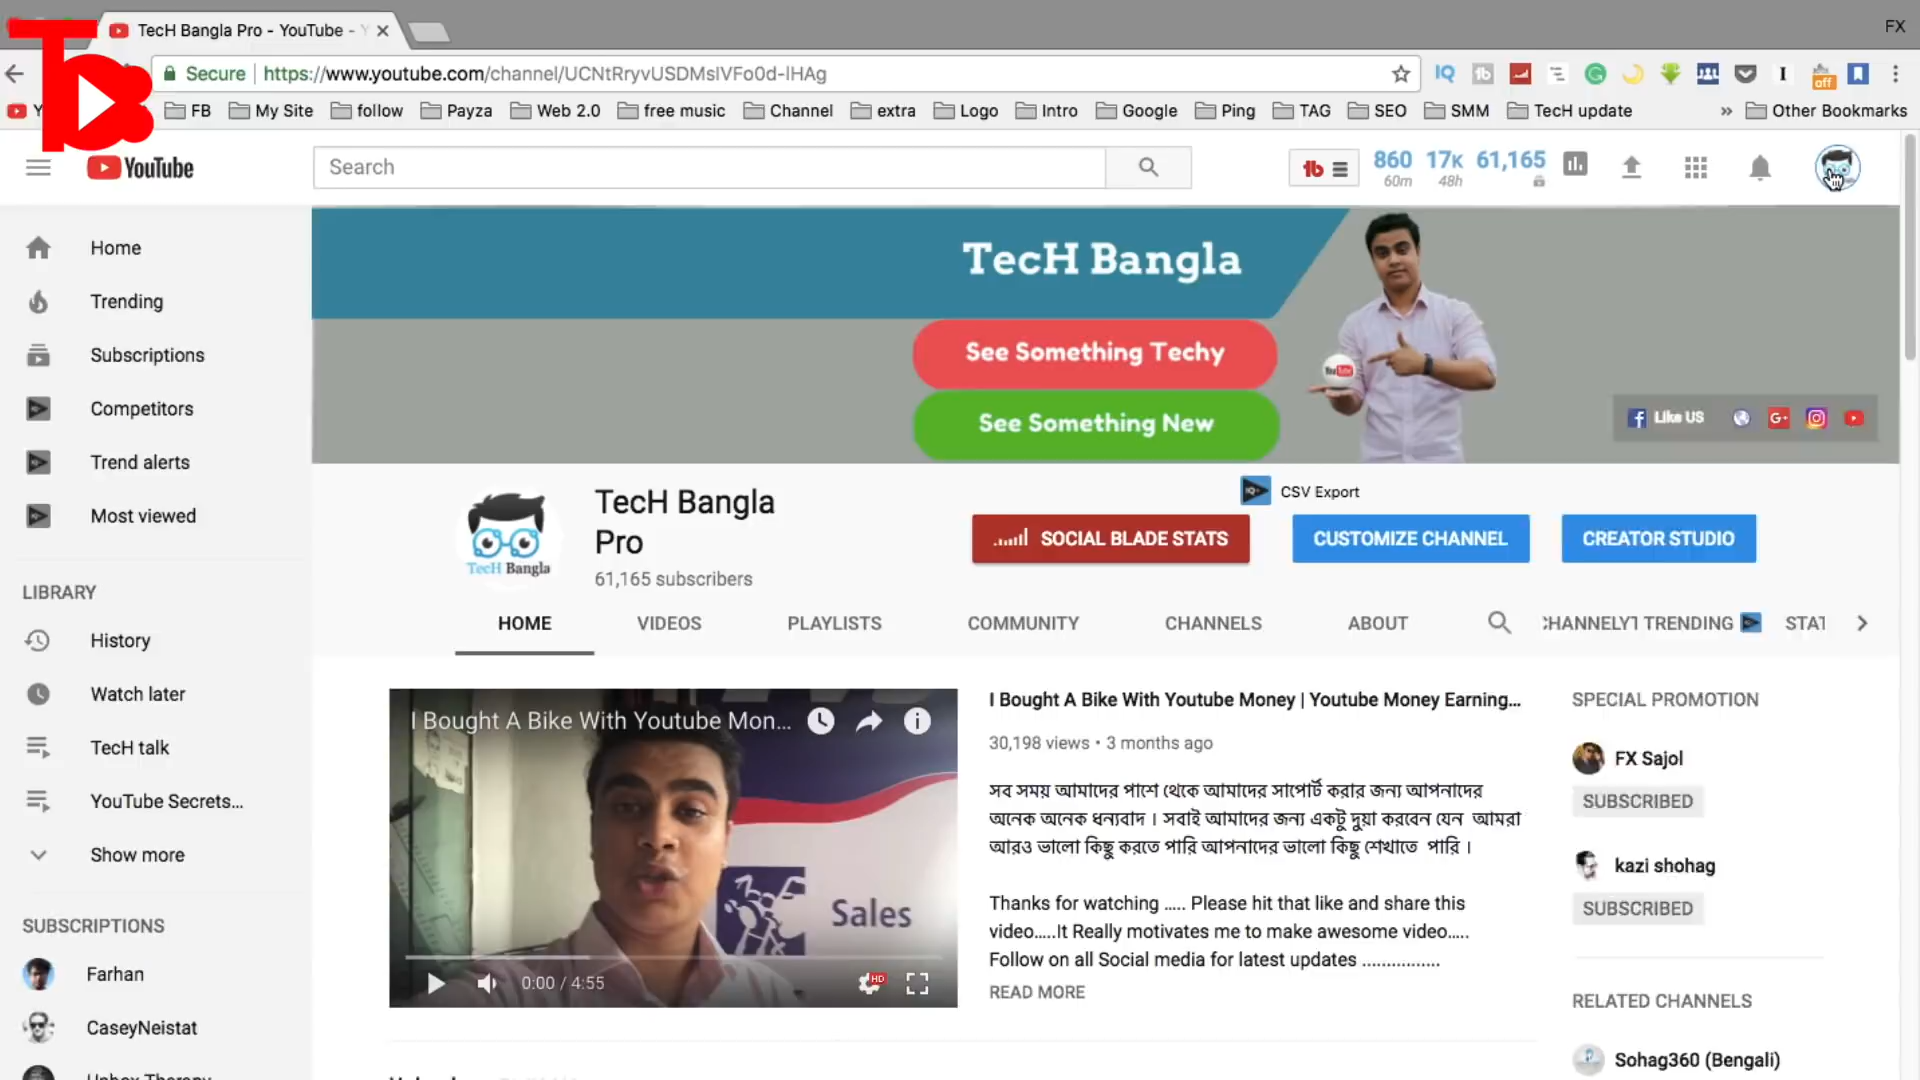 TecH Bangla Pro - YouTube -
FX
Secure https://www.youtube.com/channel/UCNtRryvUSDMsIVFo0d-IHAg
IQ
off
FB
My Site
follow
Payza
Web 2.0
free music
Channel
extra
Logo
Intro
Google
Ping
TAG
SEO
SMM
TecH update
»
Other Bookmarks
YouTube
Search
860
60m
17K
48h
61,165
Home
Trending
Subscriptions
Competitors
Trend alerts
Most viewed
LIBRARY
History
Watch later
TecH talk
YouTube Secrets...
Show more
SUBSCRIPTIONS
Farhan
CaseyNeistat
TecH Bangla
See Something Techy
See Something New
YouTube
Like US
TecH Bangla
TecH Bangla
Pro
61,165 subscribers
CSV Export
SOCIAL BLADE STATS
CUSTOMIZE CHANNEL
CREATOR STUDIO
HOME
VIDEOS
PLAYLISTS
COMMUNITY
CHANNELS
ABOUT
TRENDING
I Bought A Bike With Youtube Mon...
Sales
0:00 / 4:55
HD
I Bought A Bike With Youtube Money | Youtube Money Earning...
30,198 views • 3 months ago
সব সময় আমাদের পাশে থেকে আমাদের সাপোর্ট করার জন্য আপনাদের
অনেক অনেক ধন্যবাদ । সবাই আমাদের জন্য একটু দুয়া করবেন যেন আমরা
আরও ভালো কিছু করতে পারি আপনাদের ভালো কিছু শেখাতে পারি ।
Thanks for watching ..... Please hit that like and share this
video.....It Really motivates me to make awesome video.....
Follow on all Social media for latest updates ................
READ MORE
SPECIAL PROMOTION
FX Sajol
SUBSCRIBED
kazi shohag
SUBSCRIBED
RELATED CHANNELS
Sohag360 (Bengali)